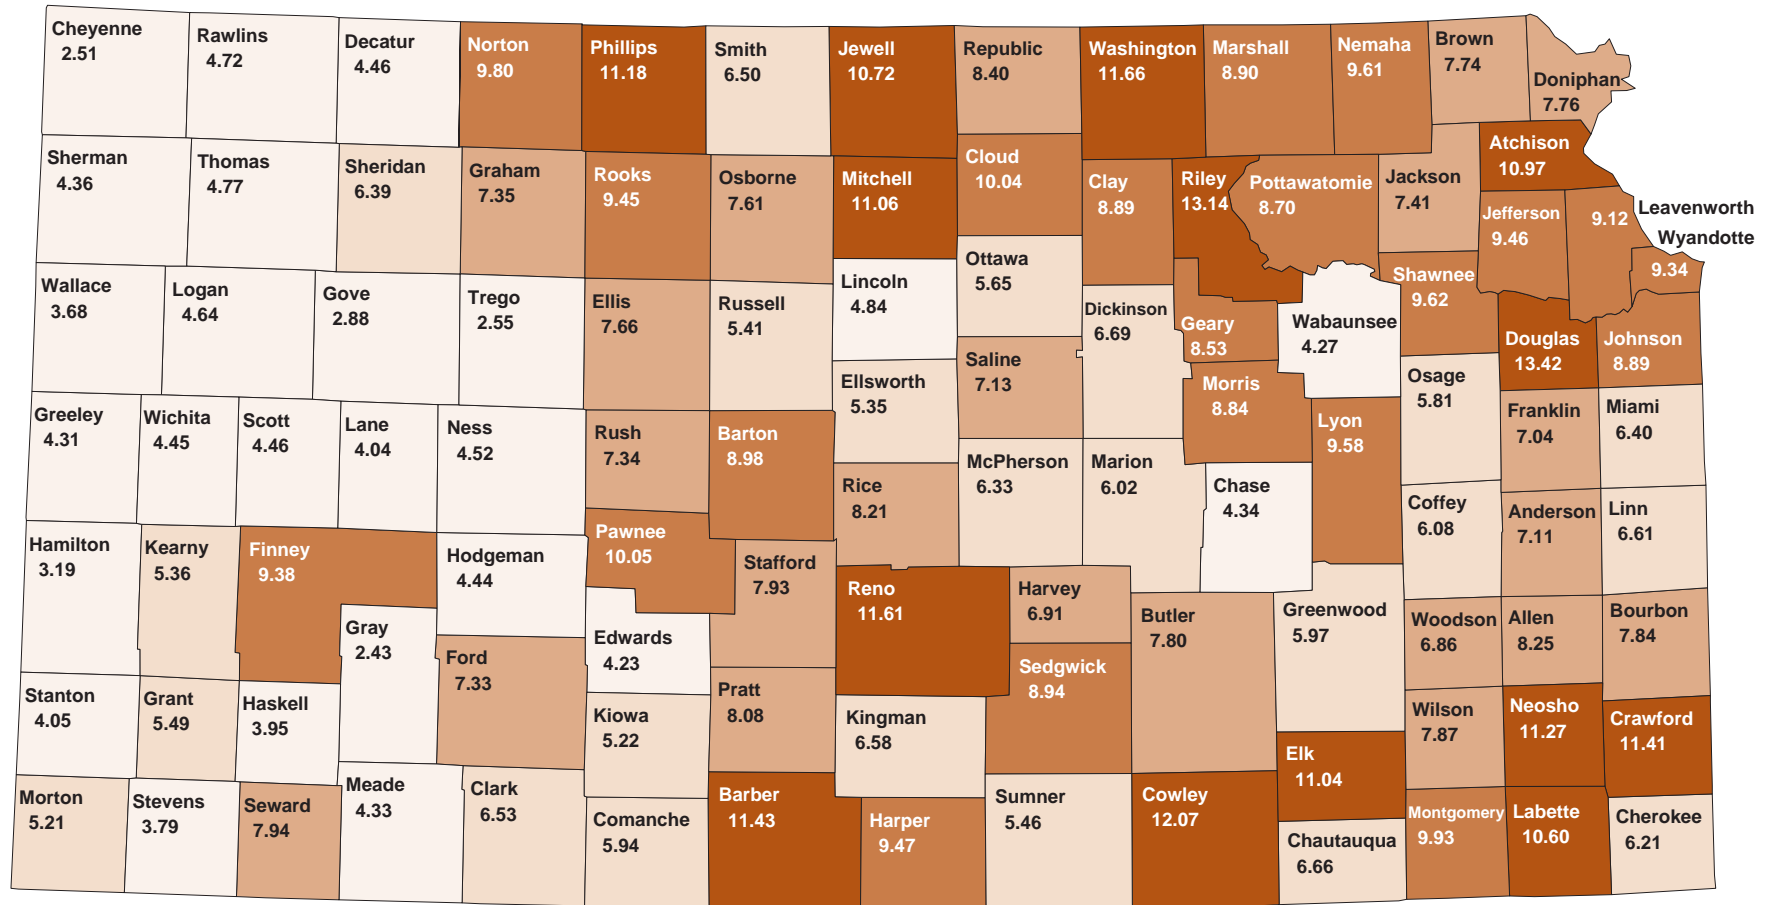 Cheyenne
2.51
Rawlins
4.72
Decatur
4.46
Norton
9.80
Phillips
11.18
Smith
6.50
Jewell
10.72
Republic
8.40
Washington
11.66
Marshall
8.90
Nemaha
9.61
Brown
7.74
Doniphan
7.76
Sherman
4.36
Thomas
4.77
Sheridan
6.39
Graham
7.35
Rooks
9.45
Osborne
7.61
Mitchell
11.06
Cloud
10.04
Clay
8.89
Riley
13.14
Pottawatomie
8.70
Jackson
7.41
Atchison
10.97
Jefferson
9.46
9.12
Leavenworth
Wyandotte
9.34
Wallace
3.68
Logan
4.64
Gove
2.88
Trego
2.55
Ellis
7.66
Russell
5.41
Lincoln
4.84
Ottawa
5.65
Saline
7.13
Dickinson
6.69
Geary
8.53
Wabaunsee
4.27
Shawnee
9.62
Douglas
13.42
Johnson
8.89
Ellsworth
5.35
Morris
8.84
Osage
5.81
Franklin
7.04
Miami
6.40
Greeley
4.31
Wichita
4.45
Scott
4.46
Lane
4.04
Ness
4.52
Rush
7.34
Barton
8.98
Rice
8.21
McPherson
6.33
Marion
6.02
Chase
4.34
Lyon
9.58
Coffey
6.08
Anderson
7.11
Linn
6.61
Hamilton
3.19
Kearny
5.36
Finney
9.38
Hodgeman
4.44
Pawnee
10.05
Stafford
7.93
Reno
11.61
Harvey
6.91
Butler
7.80
Greenwood
5.97
Woodson
6.86
Allen
8.25
Bourbon
7.84
Gray
2.43
Ford
7.33
Edwards
4.23
Sedgwick
8.94
Stanton
4.05
Grant
5.49
Haskell
3.95
Kiowa
5.22
Pratt
8.08
Kingman
6.58
Elk
11.04
Wilson
7.87
Neosho
11.27
Crawford
11.41
Morton
5.21
Stevens
3.79
Seward
7.94
Meade
4.33
Clark
6.53
Comanche
5.94
Barber
11.43
Harper
9.47
Sumner
5.46
Cowley
12.07
Chautauqua
6.66
Montgomery
9.93
Labette
10.60
Cherokee
6.21